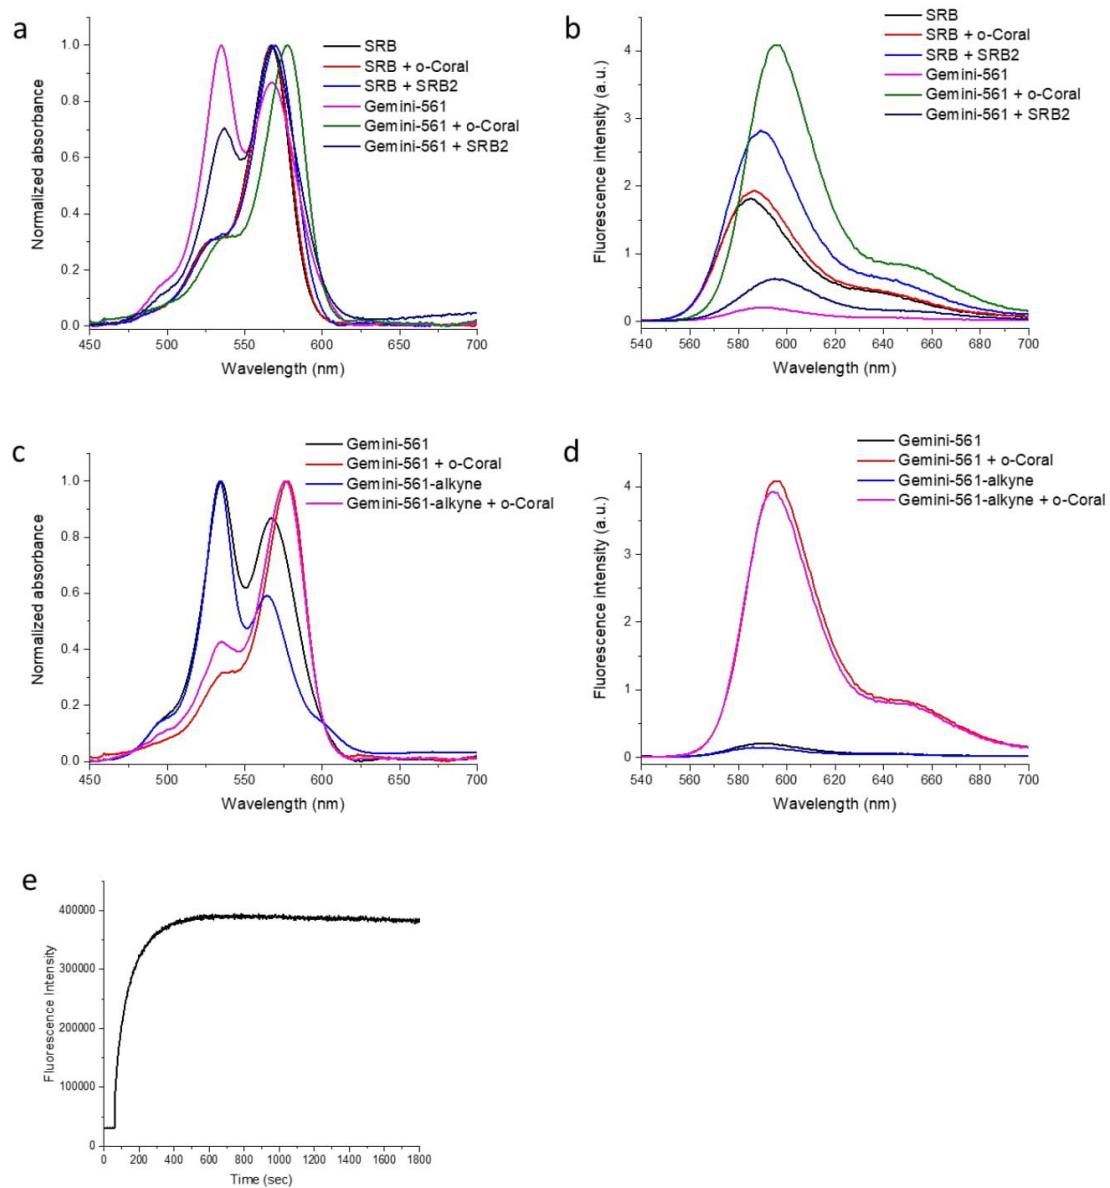 a
SRB
SRB + o-Coral
SRB + SRB2
Gemini-561
Gemini-561 + o-Coral
Gemini-561 + SRB2
Normalized absorbance
1.0
0.8
0.6
0.4
0.2
0.0
450 500 550 600 650 700
Wavelength (nm)
b
SRB
SRB + o-Coral
SRB + SRB2
Gemini-561
Gemini-561 + o-Coral
Gemini-561 + SRB2
Fluorescence intensity (a.u.)
4
3
2
1
0
540 560 580 600 620 640 660 680 700
Wavelength (nm)
c
Gemini-561
Gemini-561 + o-Coral
Gemini-561-alkyne
Gemini-561-alkyne + o-Coral
Normalized absorbance
1.0
0.8
0.6
0.4
0.2
0.0
450 500 550 600 650 700
Wavelength (nm)
d
Gemini-561
Gemini-561 + o-Coral
Gemini-561-alkyne
Gemini-561-alkyne + o-Coral
Fluorescence intensity (a.u.)
4
3
2
1
0
540 560 580 600 620 640 660 680 700
Wavelength (nm)
e
Fluorescence Intensity
400000
300000
200000
100000
0
0 200 400 600 800 1000 1200 1400 1600 1800
Time (sec)